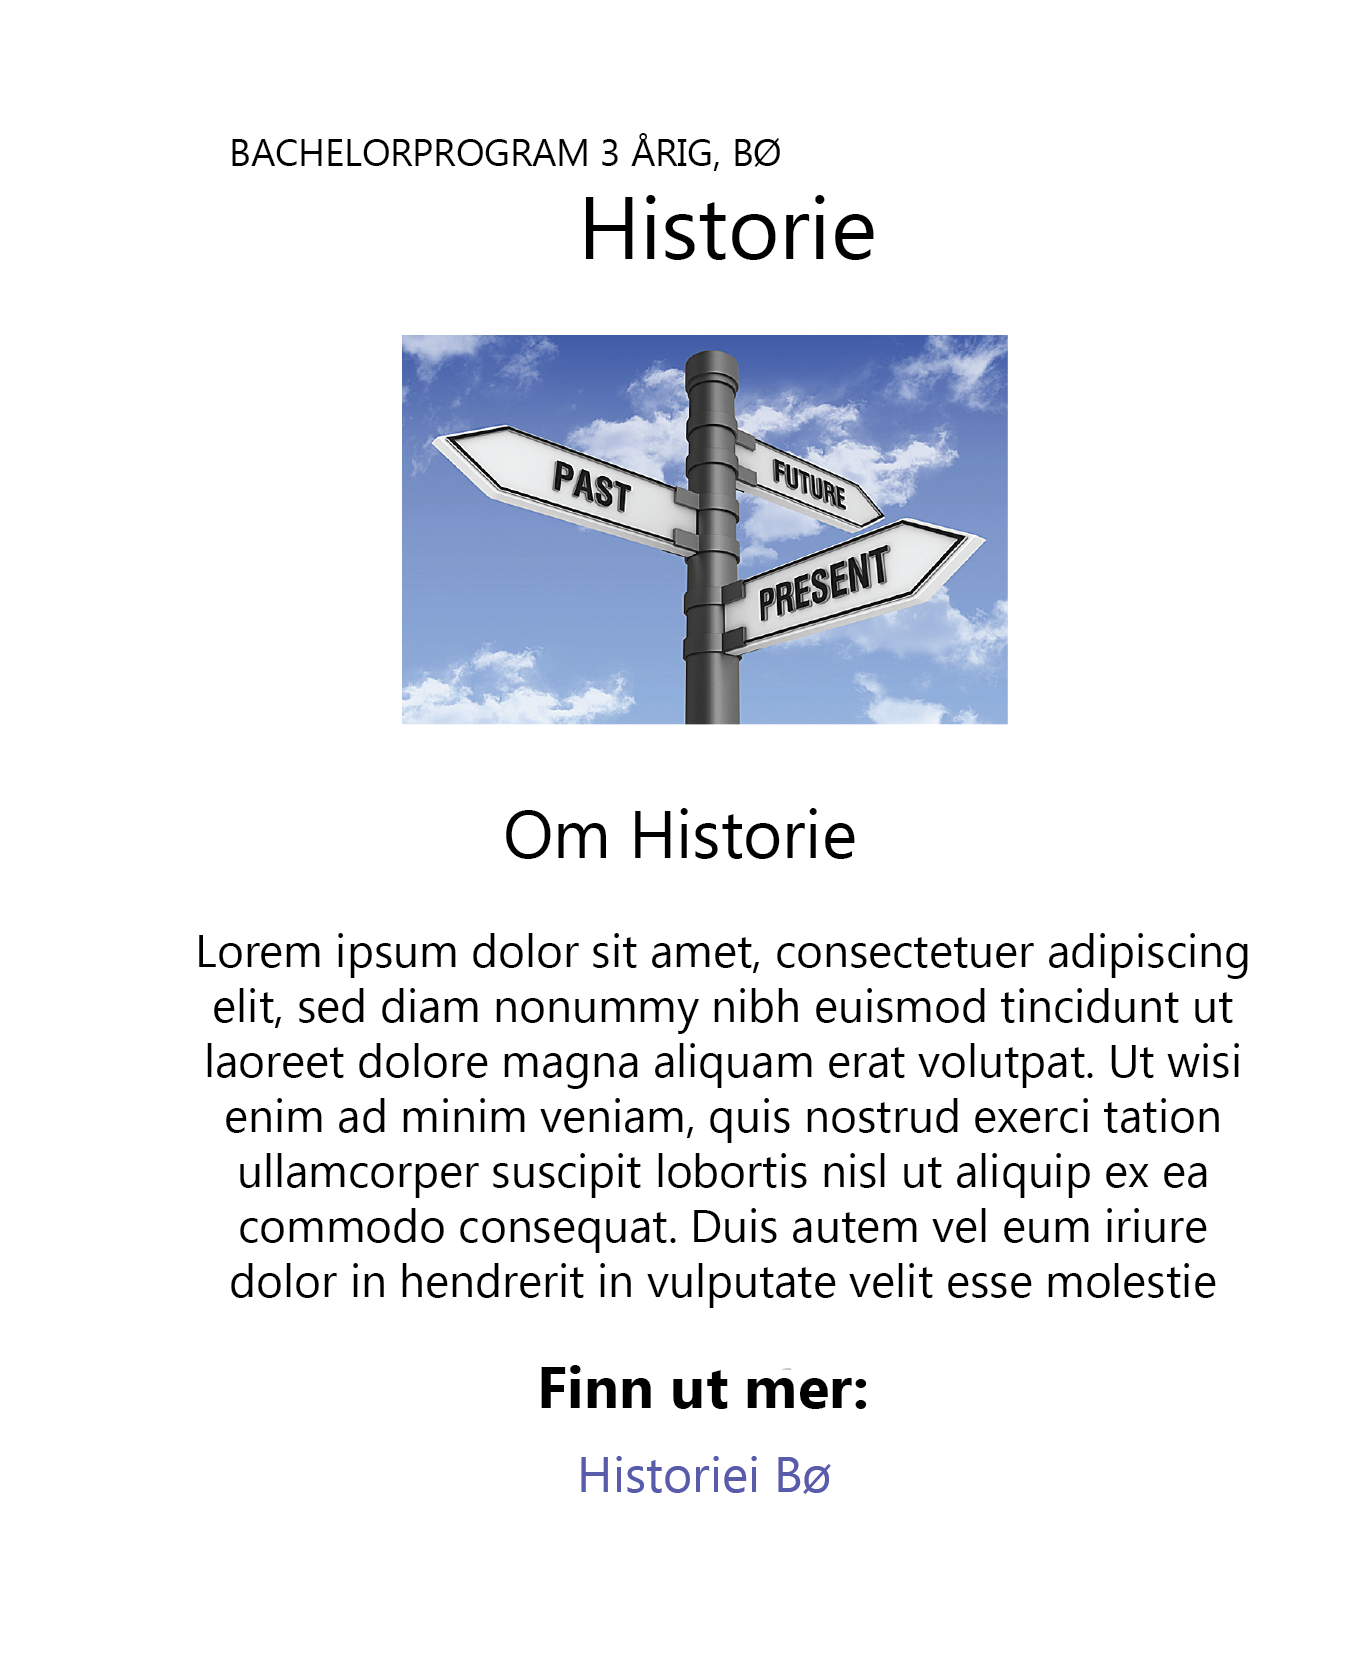 BACHELORPROGRAM 3 ÅRIG, BØ
Historie
PAST
FUTURE
PRESENT
Om Historie
Lorem ipsum dolor sit amet, consectetuer adipiscing
elit, sed diam nonummy nibh euismod tincidunt ut
laoreet dolore magna aliquam erat volutpat. Ut wisi
enim ad minim veniam, quis nostrud exerci tation
ullamcorper suscipit lobortis nisl ut aliquip ex ea
commodo consequat. Duis autem vel eum iriure
dolor in hendrerit in vulputate velit esse molestie
Finn ut mer:
Historiei Bø